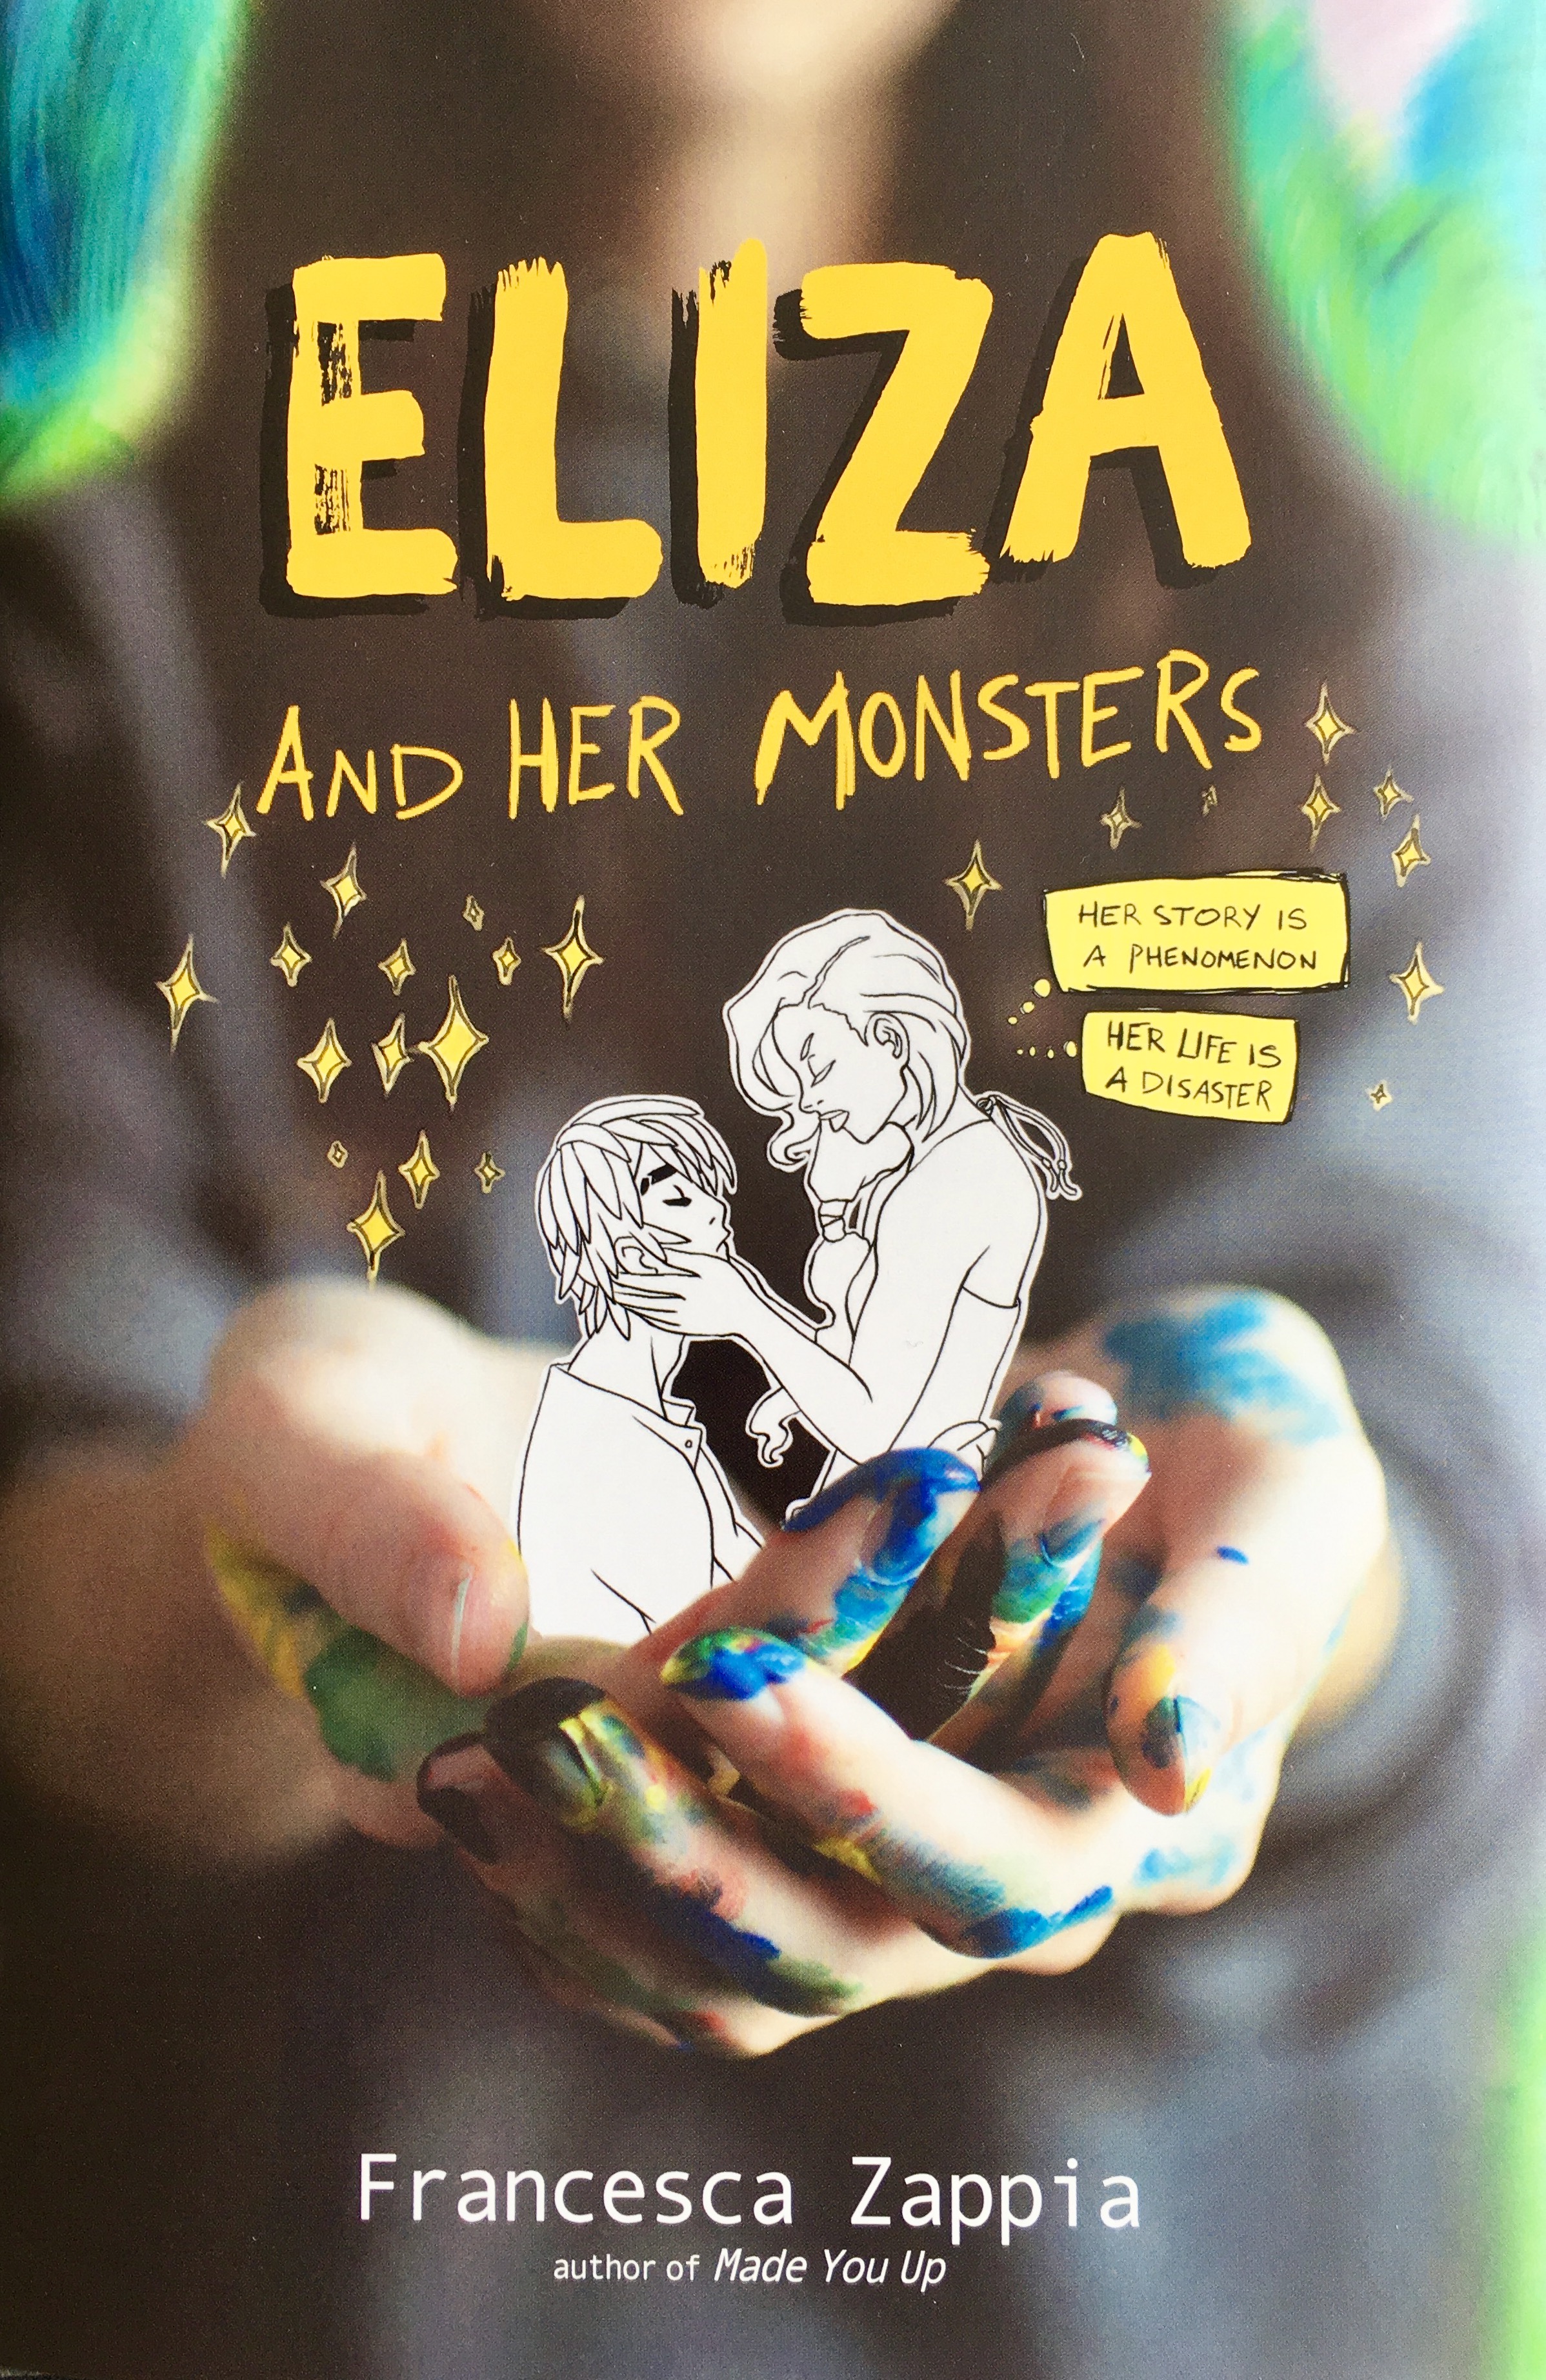 ELIZA
AND HER MONSTERS
HER STORY IS
A PHENOMENON
HER LIFE IS
A DISASTER
Francesca Zappia
author of Made You Up